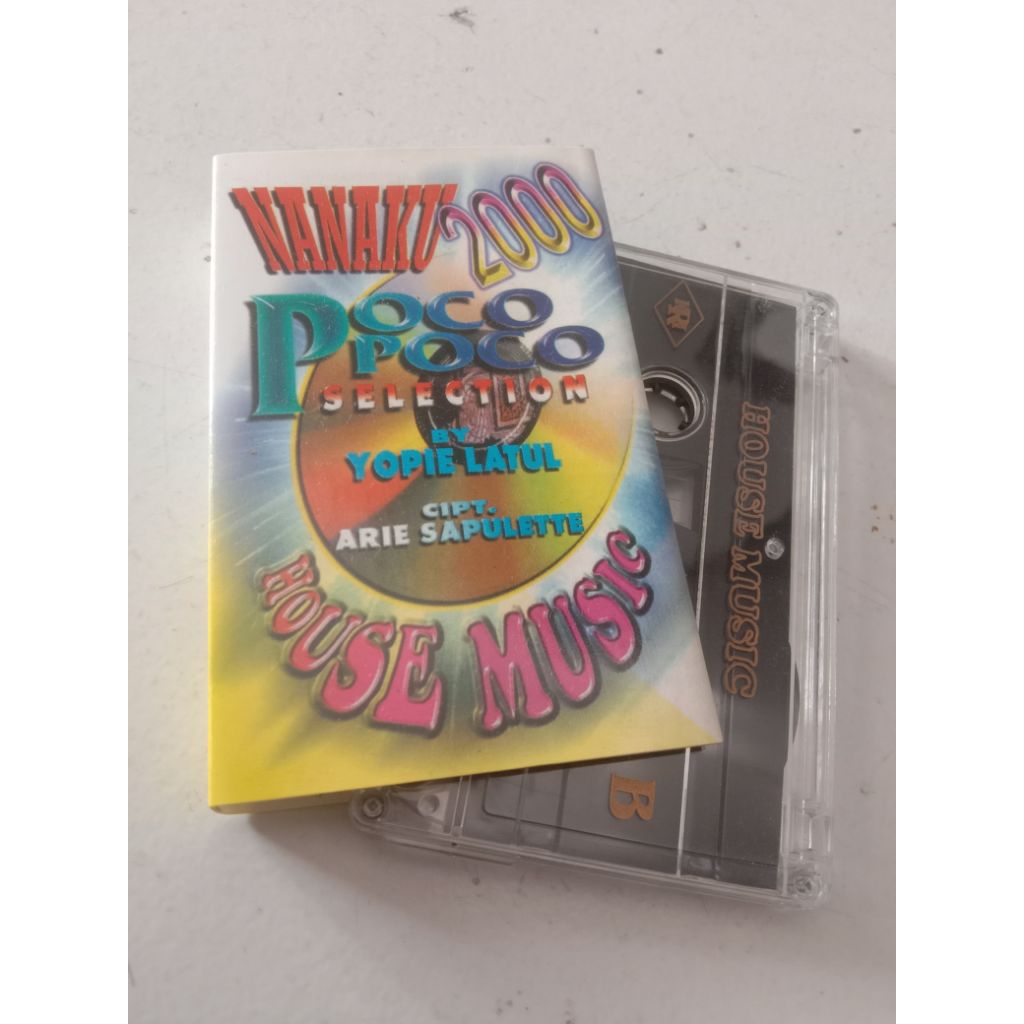 NANAKU 2000
POCO
POCO
SELECTION
BY
YOPIE LATUL
CIPT.
ARIE SAPULETTE
HOUSE MUSIC
HOUSE MUSIC
B